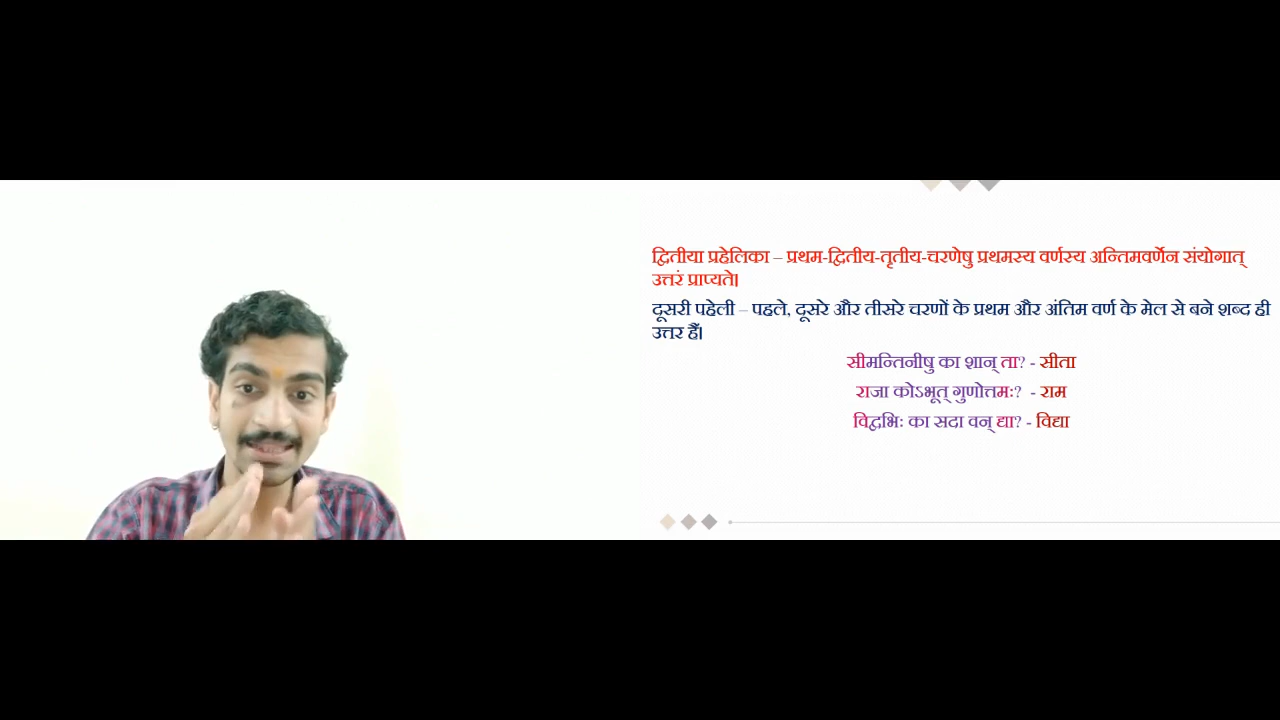 द्वितीया प्रहेलिका – प्रथम-द्वितीय-तृतीय-चरणेषु प्रथमस्य वर्णस्य अन्तिमवर्णेन संयोगात्
उत्तरं प्राप्यते।
दूसरी पहेली – पहले, दूसरे और तीसरे चरणों के प्रथम और अंतिम वर्ण के मेल से बने शब्द ही
उत्तर हैं।
सीमन्तिनीषु का शान् ता? - सीता
राजा कोऽभूत् गुणोत्तमः? - राम
विद्वभिः का सदा वन् द्या? - विद्या